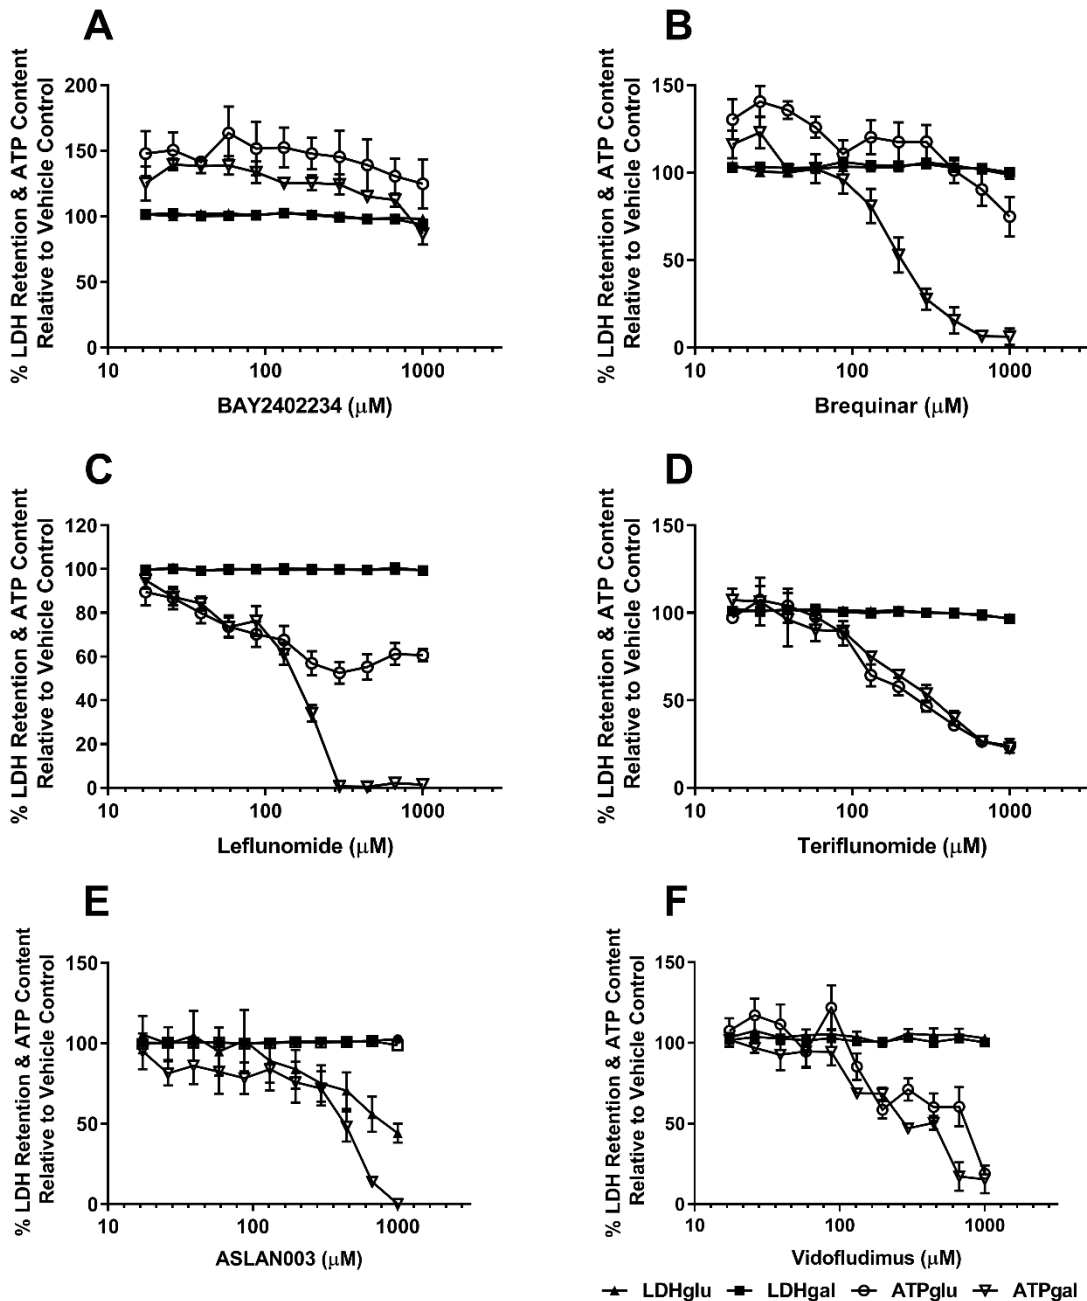 A
% LDH Retention & ATP Content
Relative to Vehicle Control
200
150
100
50
0
10
100
1000
BAY2402234 (μM)
B
% LDH Retention & ATP Content
Relative to Vehicle Control
150
100
50
0
10
100
1000
Brequinar (μM)
C
% LDH Retention & ATP Content
Relative to Vehicle Control
120
100
80
60
40
20
0
10
100
1000
Leflunomide (μM)
D
% LDH Retention & ATP Content
Relative to Vehicle Control
150
100
50
0
10
100
1000
Teriflunomide (μM)
E
% LDH Retention & ATP Content
Relative to Vehicle Control
150
100
50
0
10
100
1000
ASLAN003 (μM)
F
% LDH Retention & ATP Content
Relative to Vehicle Control
150
100
50
0
10
100
1000
Vidofludimus (μM)
LDHglu LDHgal ATPglu ATPgal